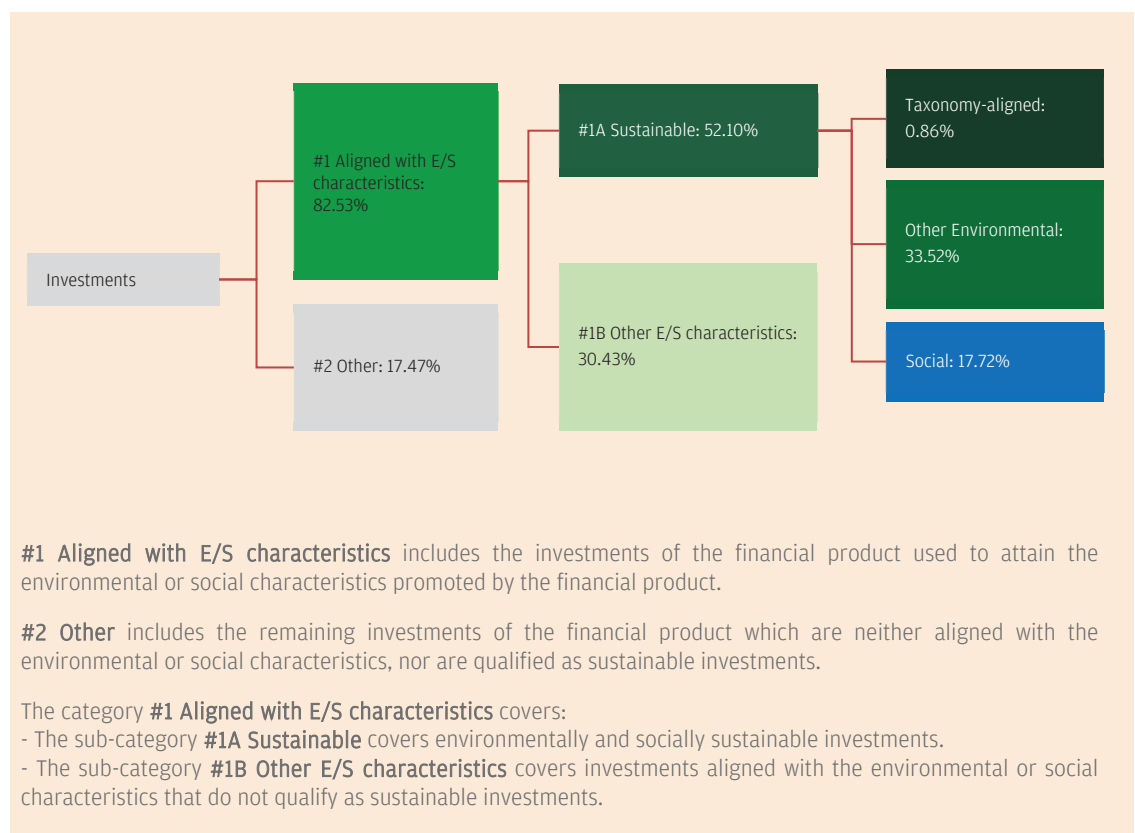 Investments
#1 Aligned with E/S
characteristics:
82.53%
#2 Other: 17.47%
#1A Sustainable: 52.10%
#1B Other E/S characteristics:
30.43%
Taxonomy-aligned:
0.86%
Other Environmental:
33.52%
Social: 17.72%
#1 Aligned with E/S characteristics includes the investments of the financial product used to attain the
environmental or social characteristics promoted by the financial product.
#2 Other includes the remaining investments of the financial product which are neither aligned with the
environmental or social characteristics, nor are qualified as sustainable investments.
The category #1 Aligned with E/S characteristics covers:
- The sub-category #1A Sustainable covers environmentally and socially sustainable investments.
- The sub-category #1B Other E/S characteristics covers investments aligned with the environmental or social
characteristics that do not qualify as sustainable investments.